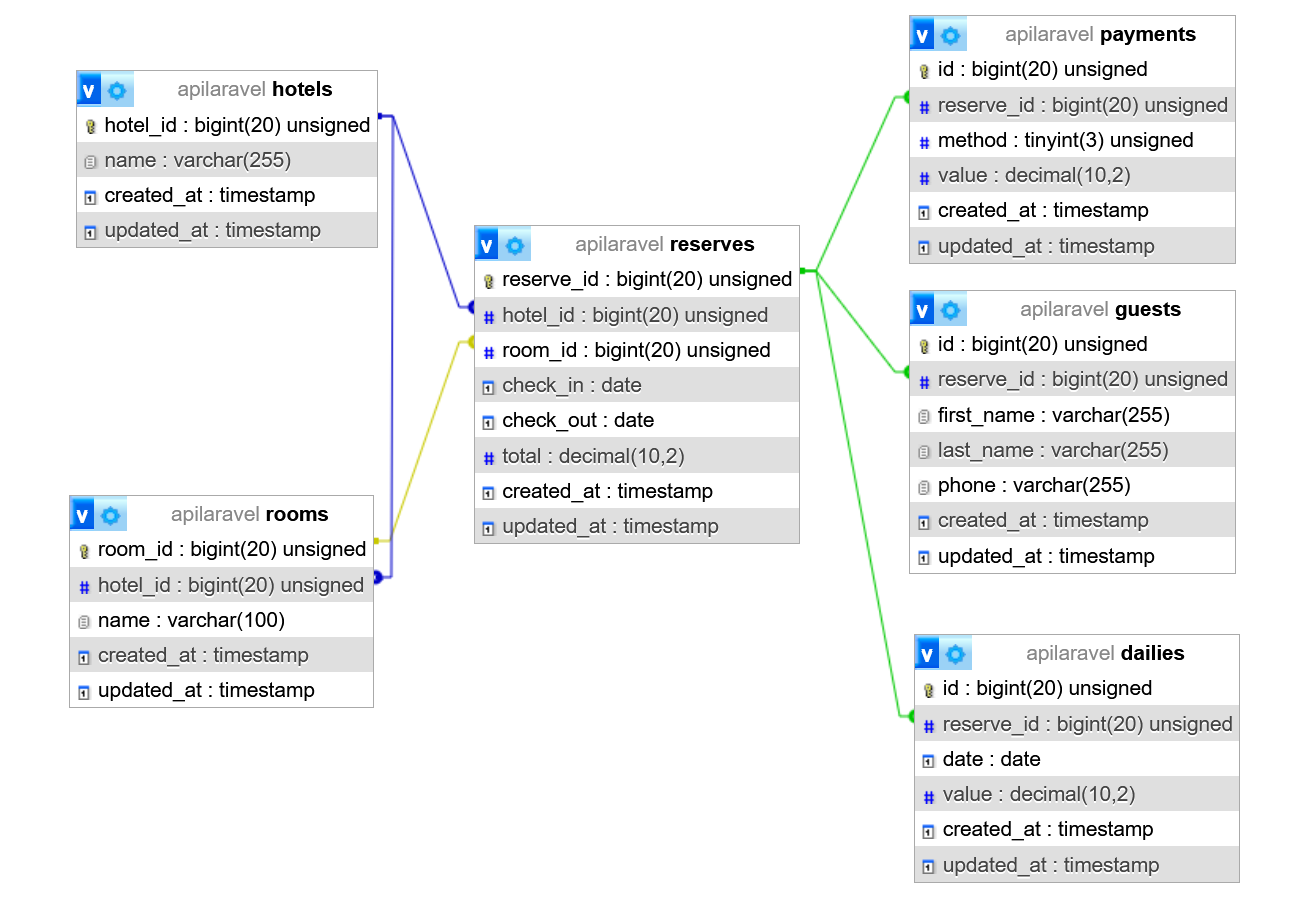 v apilaravel hotels
hotel_id : bigint(20) unsigned
name : varchar(255)
created_at : timestamp
updated_at : timestamp
v apilaravel rooms
room_id : bigint(20) unsigned
# hotel_id : bigint(20) unsigned
name : varchar(100)
created_at : timestamp
updated_at : timestamp
v apilaravel reserves
reserve_id : bigint(20) unsigned
# hotel_id : bigint(20) unsigned
# room_id : bigint(20) unsigned
check_in : date
check_out : date
# total : decimal(10,2)
created_at : timestamp
updated_at : timestamp
v apilaravel payments
id : bigint(20) unsigned
# reserve_id : bigint(20) unsigned
# method : tinyint(3) unsigned
# value : decimal(10,2)
created_at : timestamp
updated_at : timestamp
v apilaravel guests
id : bigint(20) unsigned
# reserve_id : bigint(20) unsigned
first_name : varchar(255)
last_name : varchar(255)
phone : varchar(255)
created_at : timestamp
updated_at : timestamp
v apilaravel dailies
id : bigint(20) unsigned
# reserve_id : bigint(20) unsigned
date : date
# value : decimal(10,2)
created_at : timestamp
updated_at : timestamp